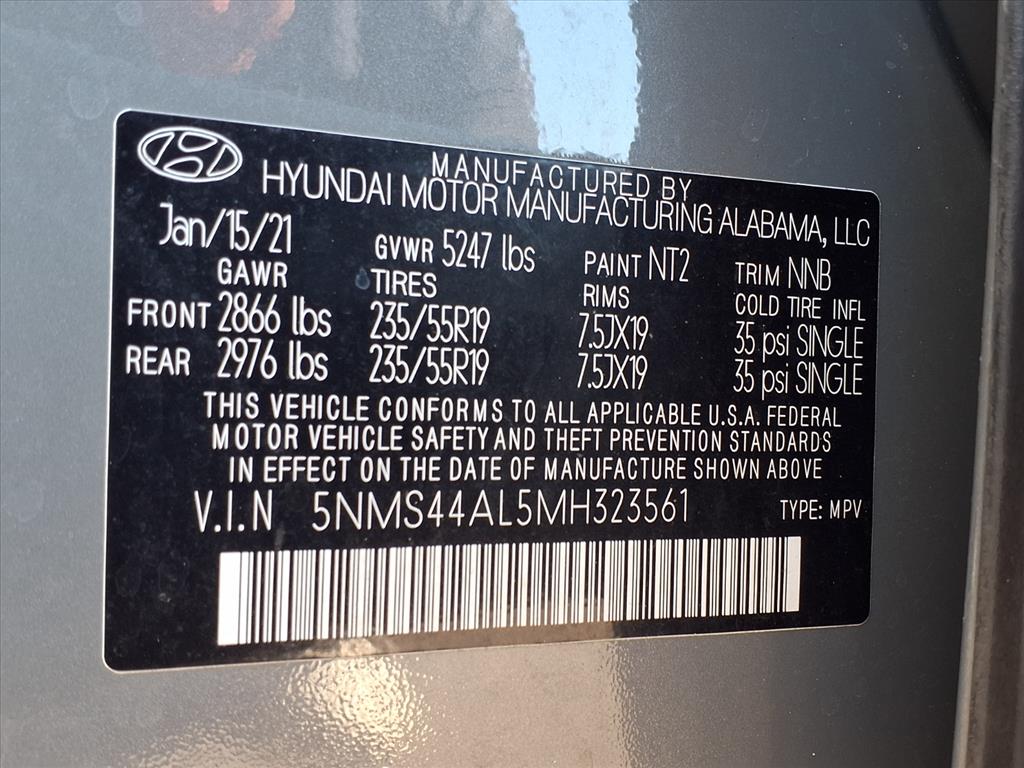 MANUFACTURED BY
HYUNDAI MOTOR MANUFACTURING ALABAMA, LLC
Jan/15/21 GVWR 5247 lbs PAINT NT2 TRIM NNB
GAWR TIRES RIMS COLD TIRE INFL
FRONT 2866 lbs 235/55R19 7.5JX19 35 psi SINGLE
REAR 2976 lbs 235/55R19 7.5JX19 35 psi SINGLE
THIS VEHICLE CONFORMS TO ALL APPLICABLE U.S.A. FEDERAL
MOTOR VEHICLE SAFETY AND THEFT PREVENTION STANDARDS
IN EFFECT ON THE DATE OF MANUFACTURE SHOWN ABOVE
V.I.N 5NMS44AL5MH323561 TYPE: MPV